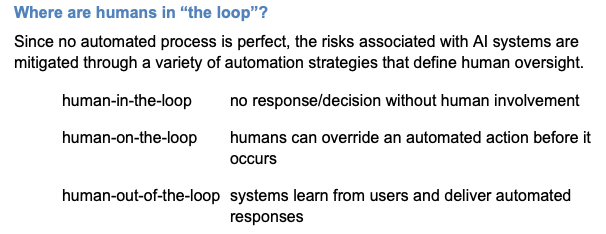 Where are humans in “the loop”?
Since no automated process is perfect, the risks associated with AI systems are
mitigated through a variety of automation strategies that define human oversight.
human-in-the-loop no response/decision without human involvement
human-on-the-loop humans can override an automated action before it
occurs
human-out-of-the-loop systems learn from users and deliver automated
responses